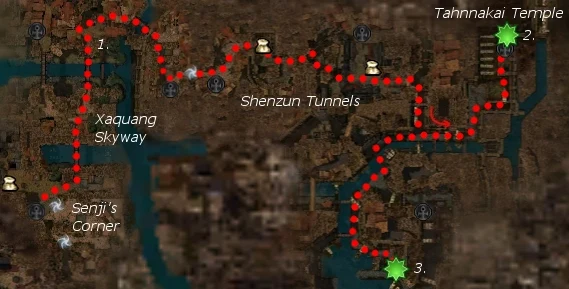 Tahnnakai Temple
2.
1.
Shenzun Tunnels
Xaquang
Skyway
Senji's
Corner
3.